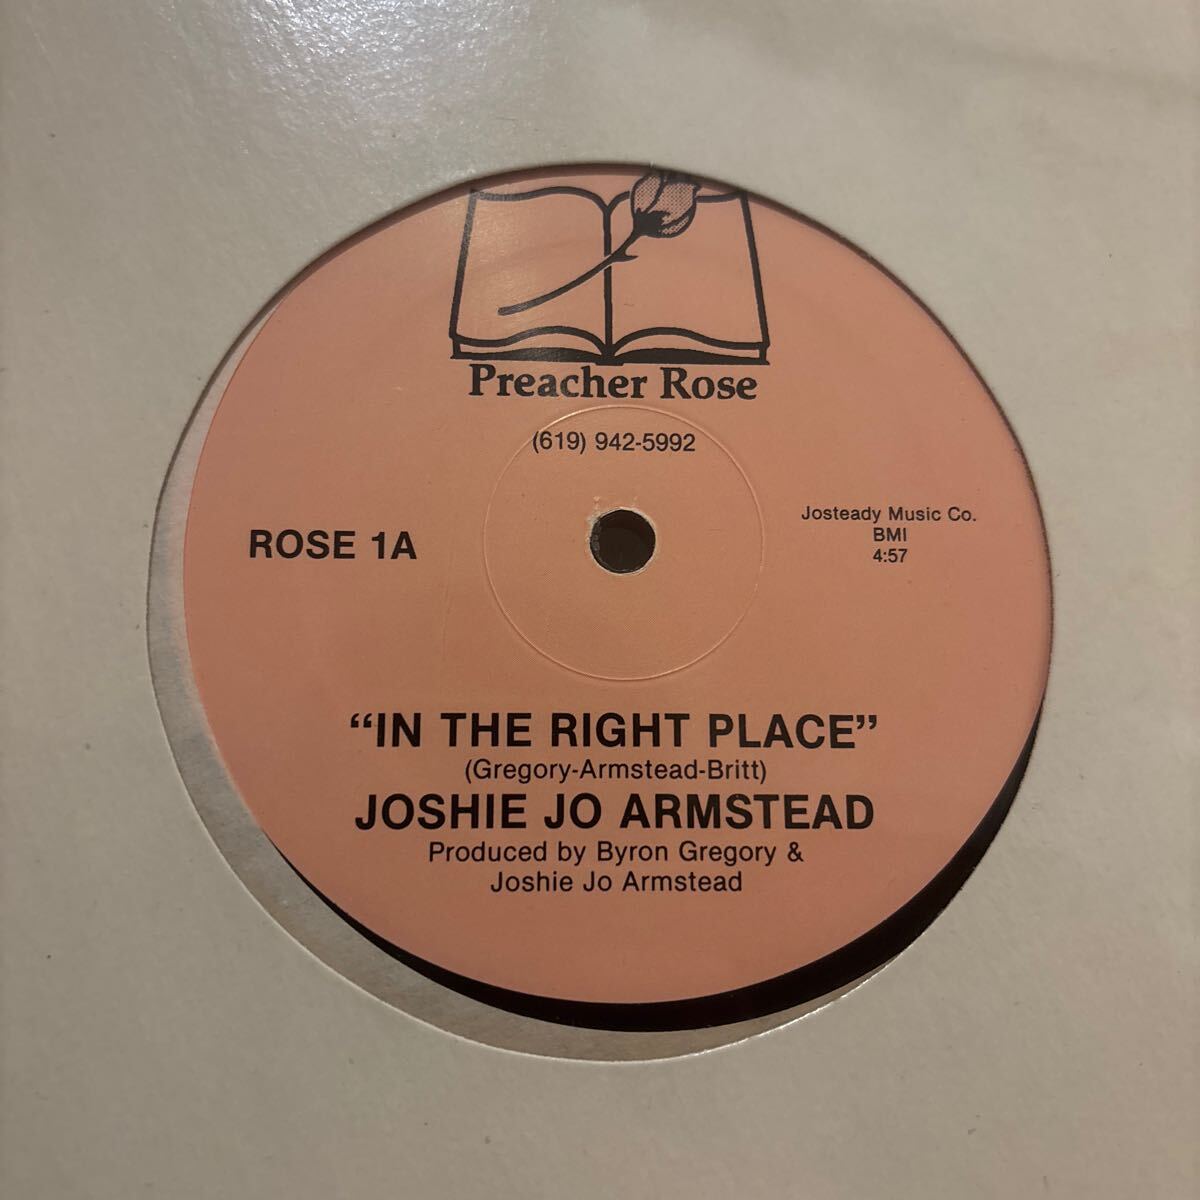 Preacher Rose
(619) 942-5992
ROSE 1A
Josteady Music Co.
BMI
4:57
“IN THE RIGHT PLACE”
(Gregory-Armstead-Britt)
JOSHIE JO ARMSTEAD
Produced by Byron Gregory &
Joshie Jo Armstead